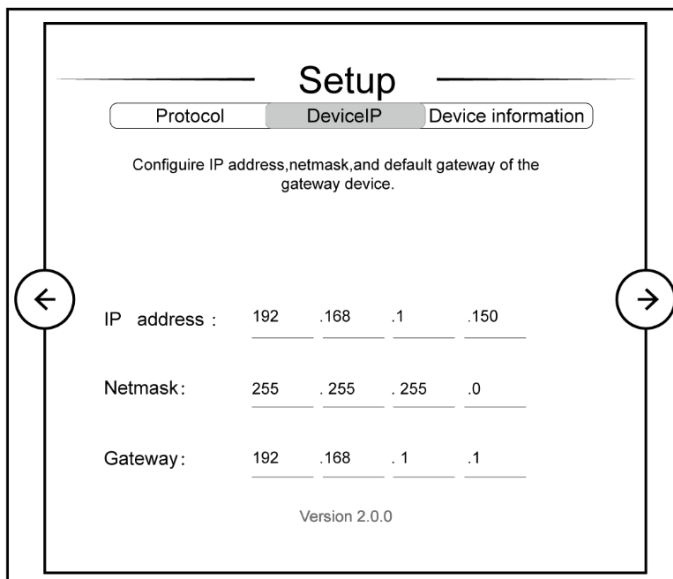 Setup
Protocol DeviceIP Device information
Configuire IP address,netmask,and default gateway of the
gateway device.
IP address : 192 .168 .1 .150
Netmask: 255 . 255 . 255 .0
Gateway: 192 .168 . 1 .1
Version 2.0.0